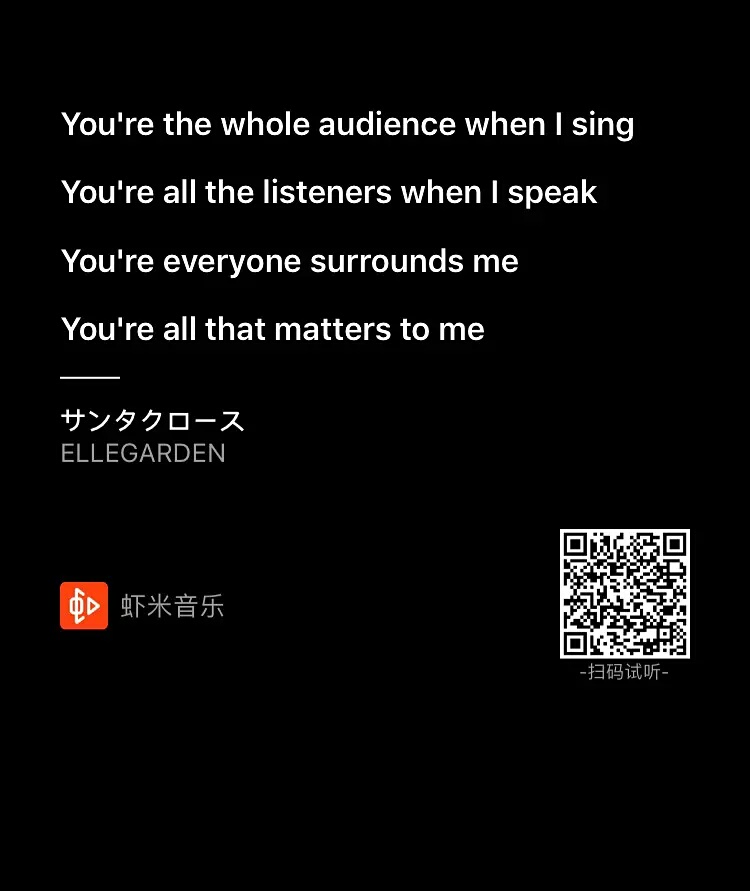 You're the whole audience when I sing
You're all the listeners when I speak
You're everyone surrounds me
You're all that matters to me
サンタクロース
ELLEGARDEN
虾米音乐
-扫码试听-